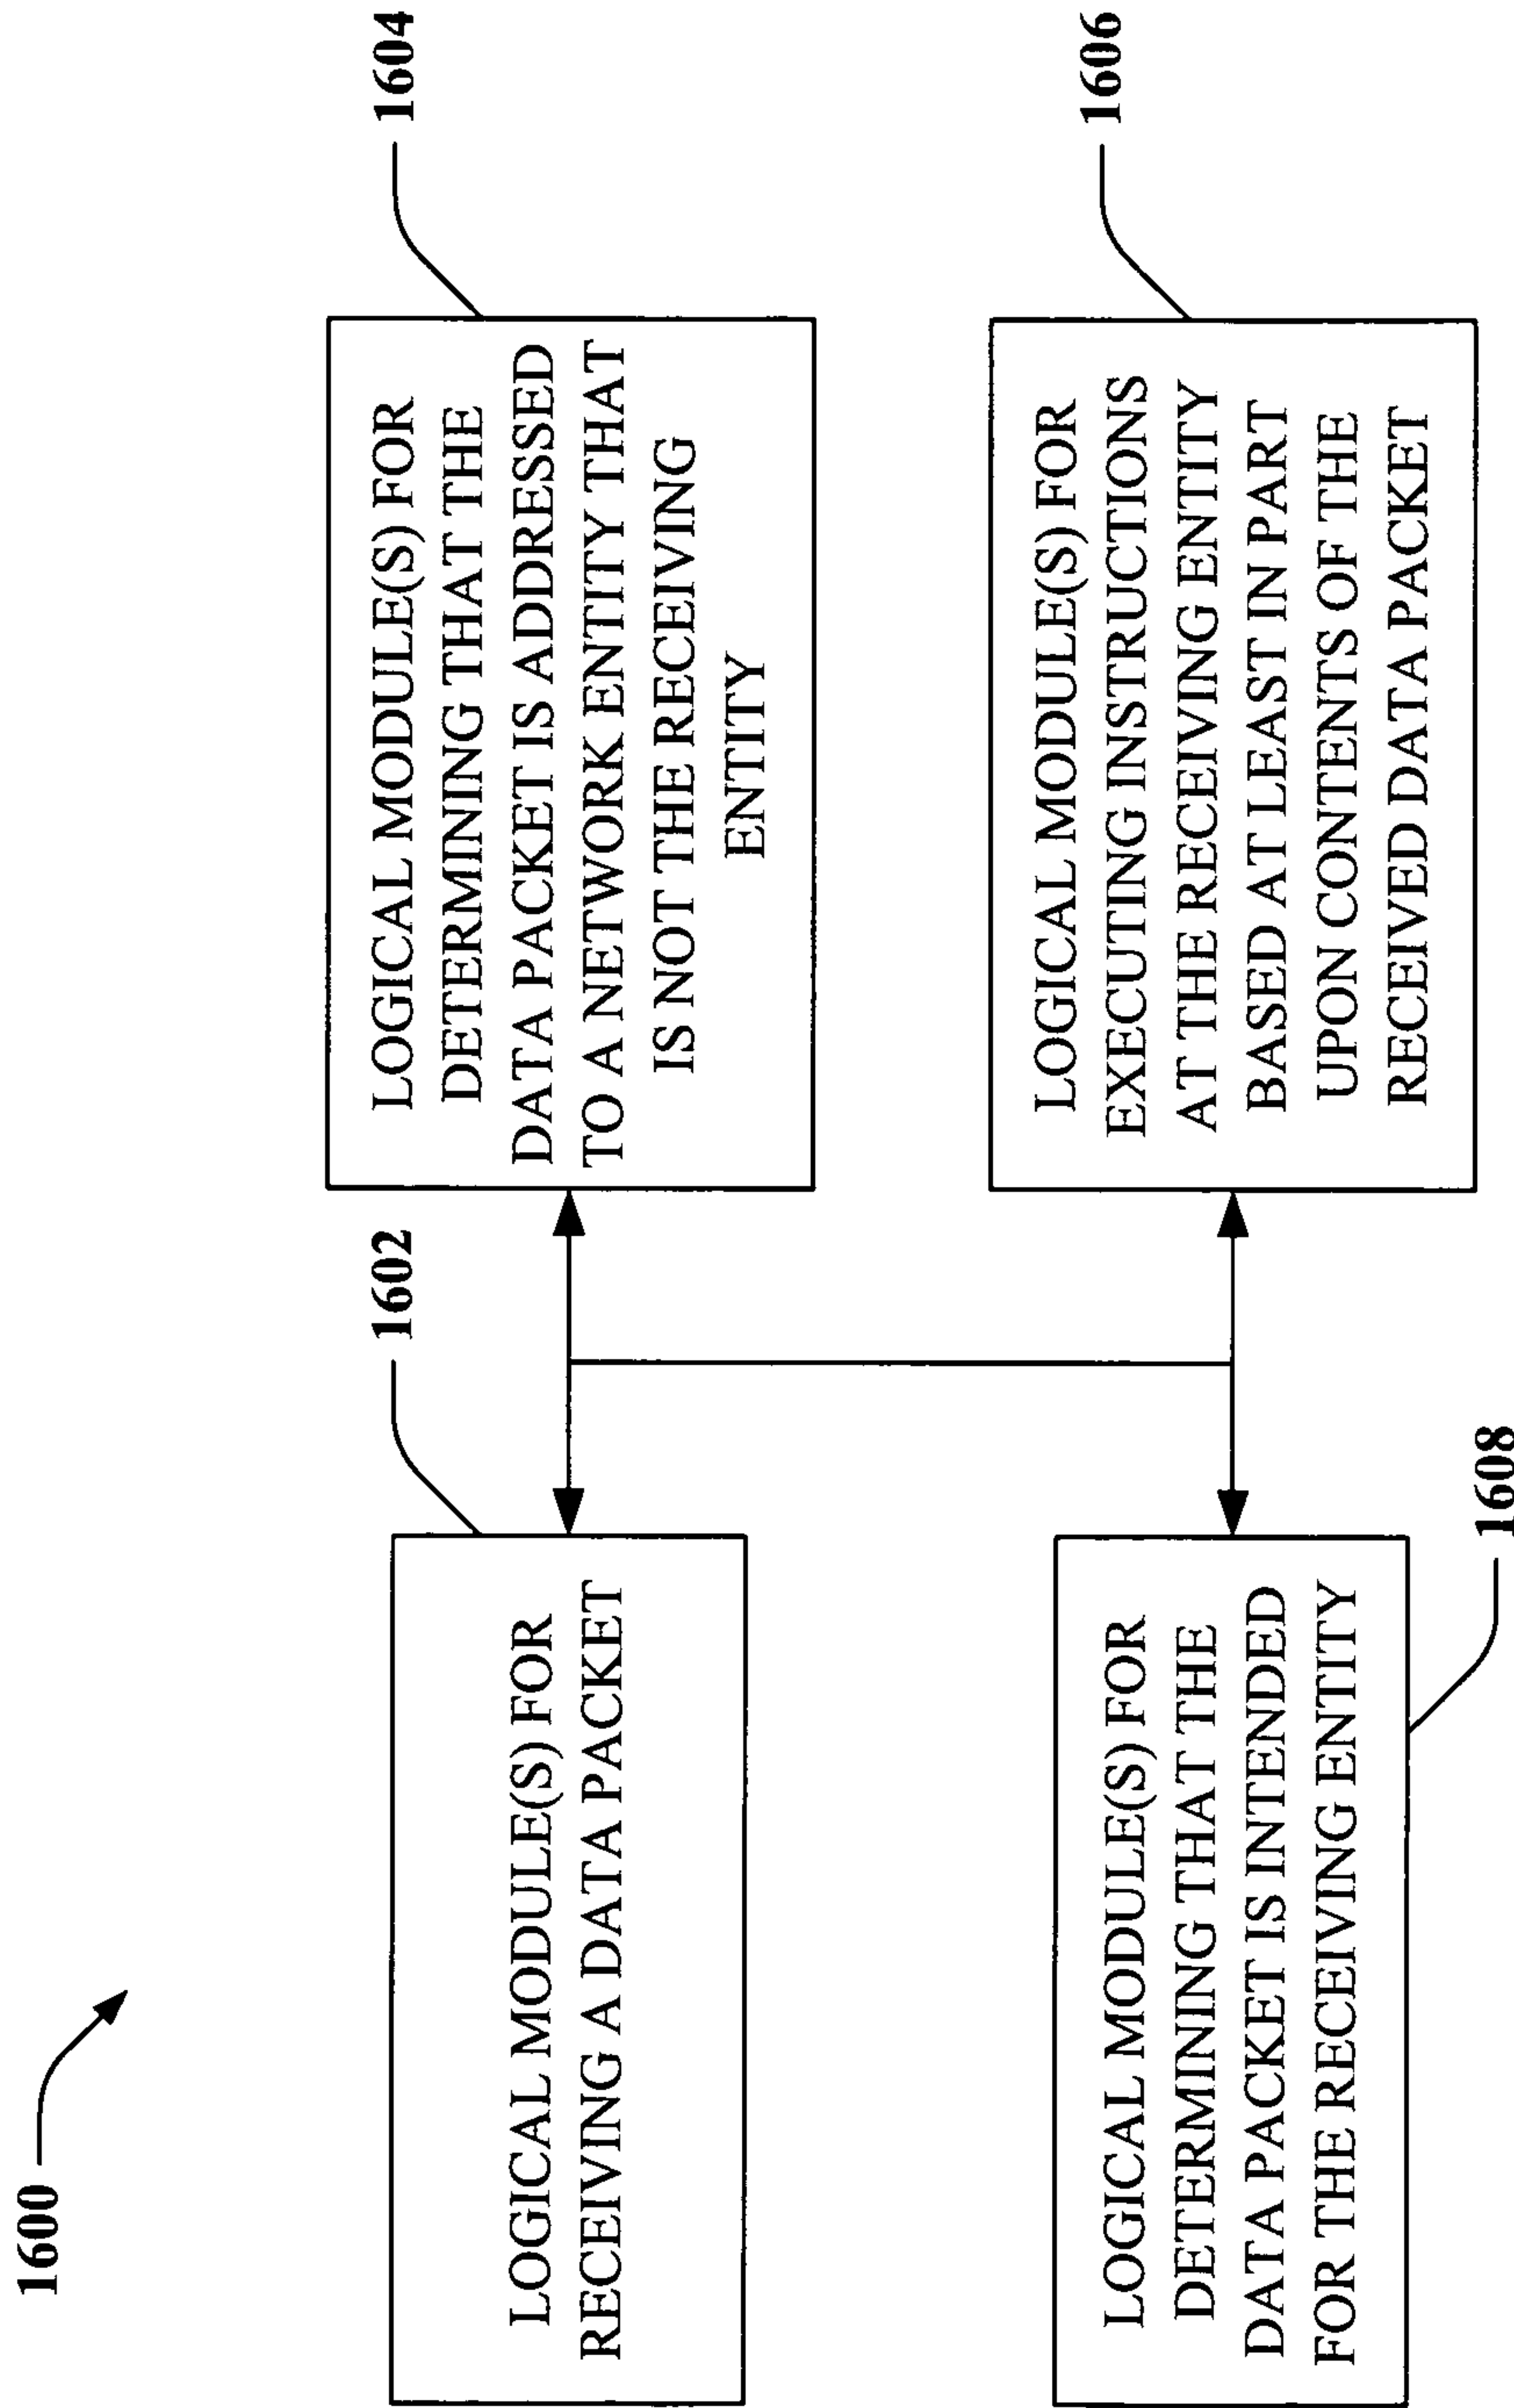 1600
1602
LOGICAL MODULE(S) FOR
RECEIVING A DATA PACKET
1604
LOGICAL MODULE(S) FOR
DETERMINING THAT THE
DATA PACKET IS ADDRESSED
TO A NETWORK ENTITY THAT
IS NOT THE RECEIVING
ENTITY
LOGICAL MODULE(S) FOR
DETERMINING THAT THE
DATA PACKET IS INTENDED
FOR THE RECEIVING ENTITY
1608
1606
LOGICAL MODULE(S) FOR
EXECUTING INSTRUCTIONS
AT THE RECEIVING ENTITY
BASED AT LEAST IN PART
UPON CONTENTS OF THE
RECEIVED DATA PACKET